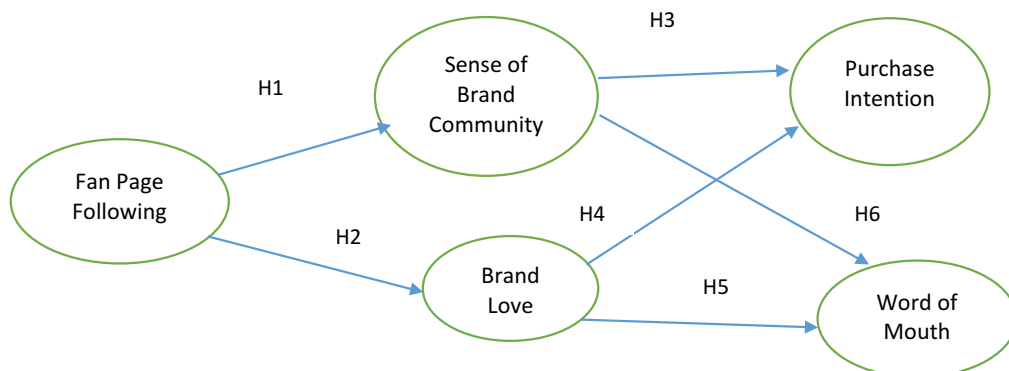 H1
H3
Sense of
Brand
Community
Purchase
Intention
Fan Page
Following
H2
H4
H6
Brand
Love
H5
Word of
Mouth